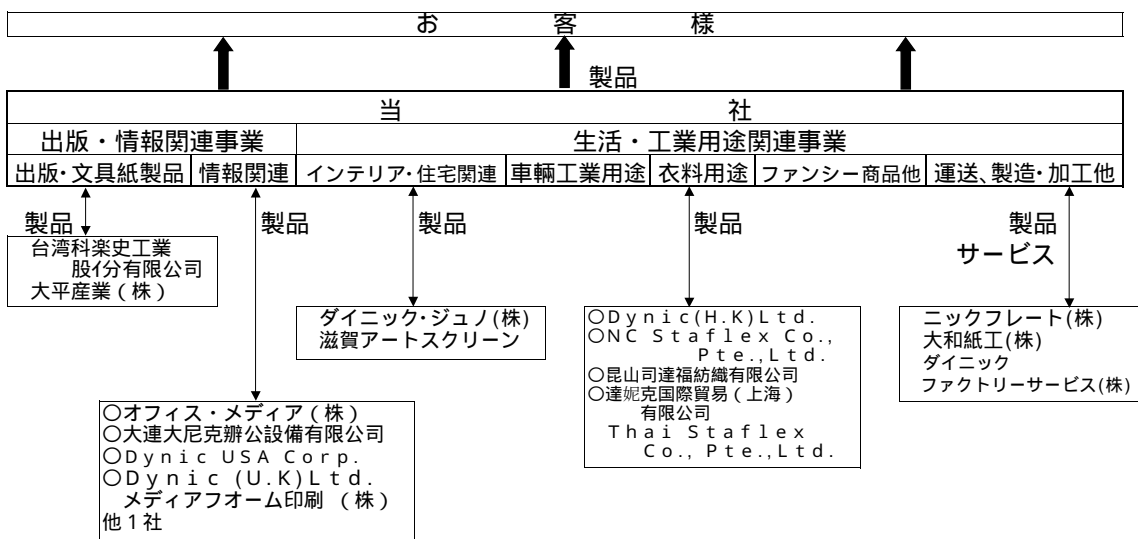 お　客　様
製品
当　社
出版・情報関連事業　生活・工業用途関連事業
出版・文具紙製品　情報関連　インテリア・住宅関連　車輌工業用途　衣料用途　ファンシー商品他　運送、製造・加工他
製品　製品　製品　製品　製品
サービス
台湾科楽史工業
股亻分有限公司
大平産業（株）
ダイニック・ジュノ(株)
滋賀アートスクリーン
〇Dynic(H.K)Ltd.
〇NC Staflex Co.,
Pte.,Ltd.
〇昆山司達福紡織有限公司
〇達妮克国際貿易（上海）
有限公司
Thai Staflex
Co., Pte.,Ltd.
ニックフレート(株)
大和紙工(株)
ダイニック
ファクトリーサービス(株)
〇オフィス・メディア（株）
〇大連大尼克辦公設備有限公司
〇Dynic USA Corp.
〇Dynic (U.K)Ltd.
メディアフオーム印刷 （株）
他１社